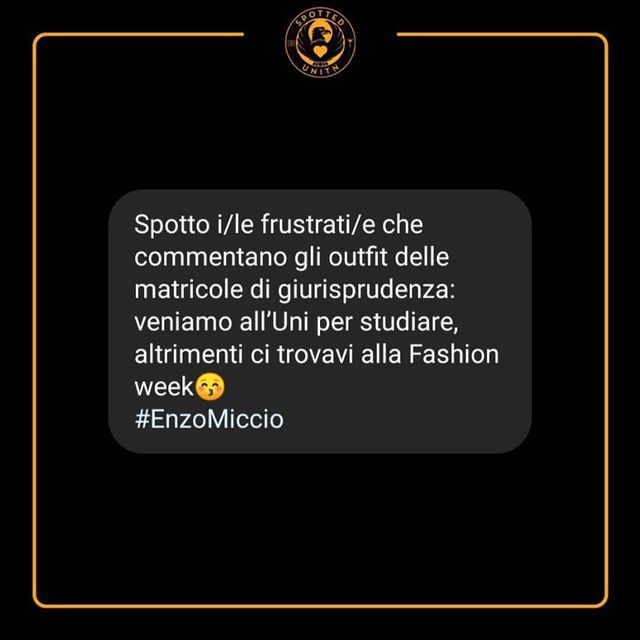 SPOTTED
UNITN
Spotto i/le frustrati/e che
commentano gli outfit delle
matricole di giurisprudenza:
veniamo all’Uni per studiare,
altrimenti ci trovavi alla Fashion
week😚
#EnzoMiccio